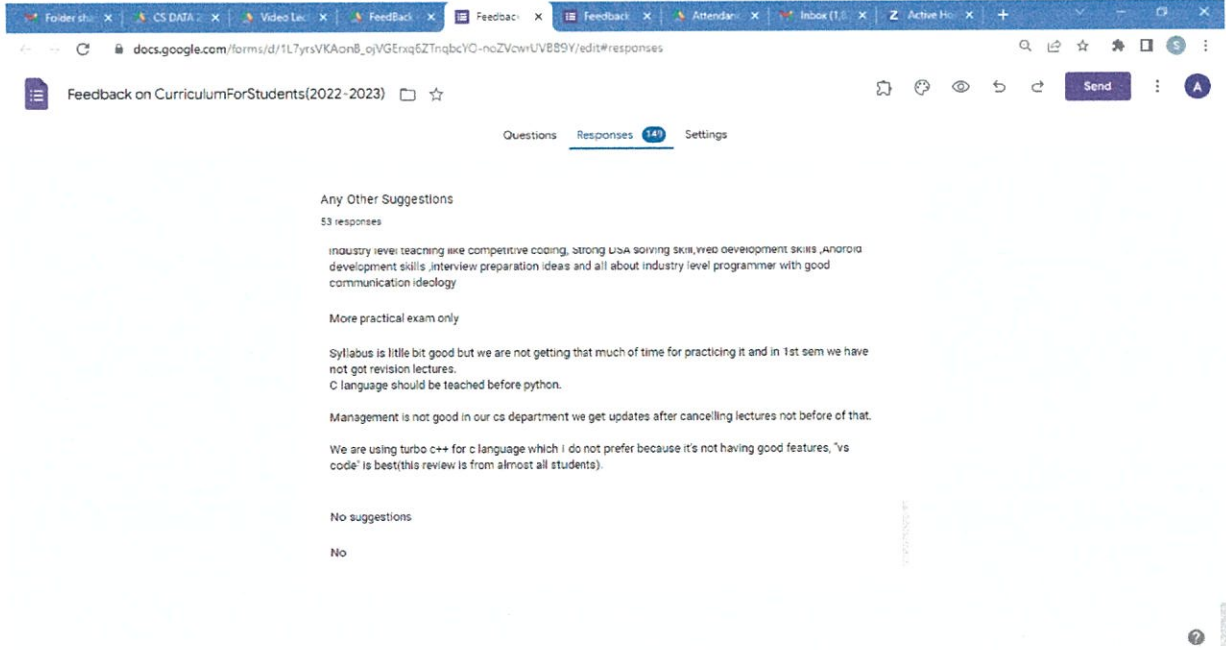 Folder sha
CS DATA 2
Video Lec
FeedBack
Feedbac
Feedback
Attendan
Inbox (1,
Active Ho
docs.google.com/forms/d/
Feedback on CurriculumForStudents(2022-2023)
Send
A
Questions Responses 149 Settings
Any Other Suggestions
53 responses
Industry level teaching like competitive coding, Strong DSA solving skill,Web development skills ,Android
development skills ,interview preparation ideas and all about industry level programmer with good
communication ideology
More practical exam only
Syllabus is litlle bit good but we are not getting that much of time for practicing it and in 1st sem we have
not got revision lectures.
C language should be teached before python.
Management is not good in our cs department we get updates after cancelling lectures not before of that.
We are using turbo c++ for c language which i do not prefer because it's not having good features, "vs
code" is best(this review is from almost all students).
No suggestions
No